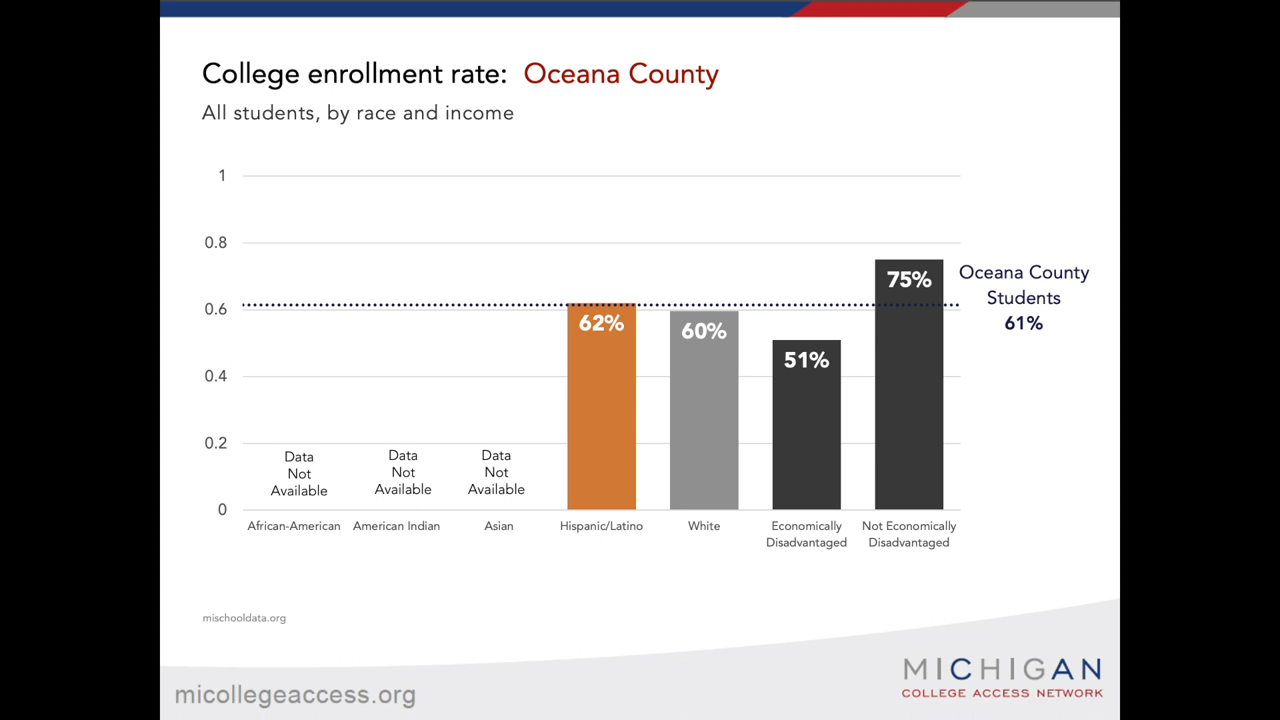 College enrollment rate: Oceana County
All students, by race and income
1
0.8
0.6
0.4
0.2
0
Oceana County
Students
61%
62%
60%
51%
75%
Data
Not
Available
Data
Not
Available
Data
Not
Available
African-American
American Indian
Asian
Hispanic/Latino
White
Economically
Disadvantaged
Not Economically
Disadvantaged
mischooldata.org
micollegeaccess.org
MICHIGAN
COLLEGE ACCESS NETWORK